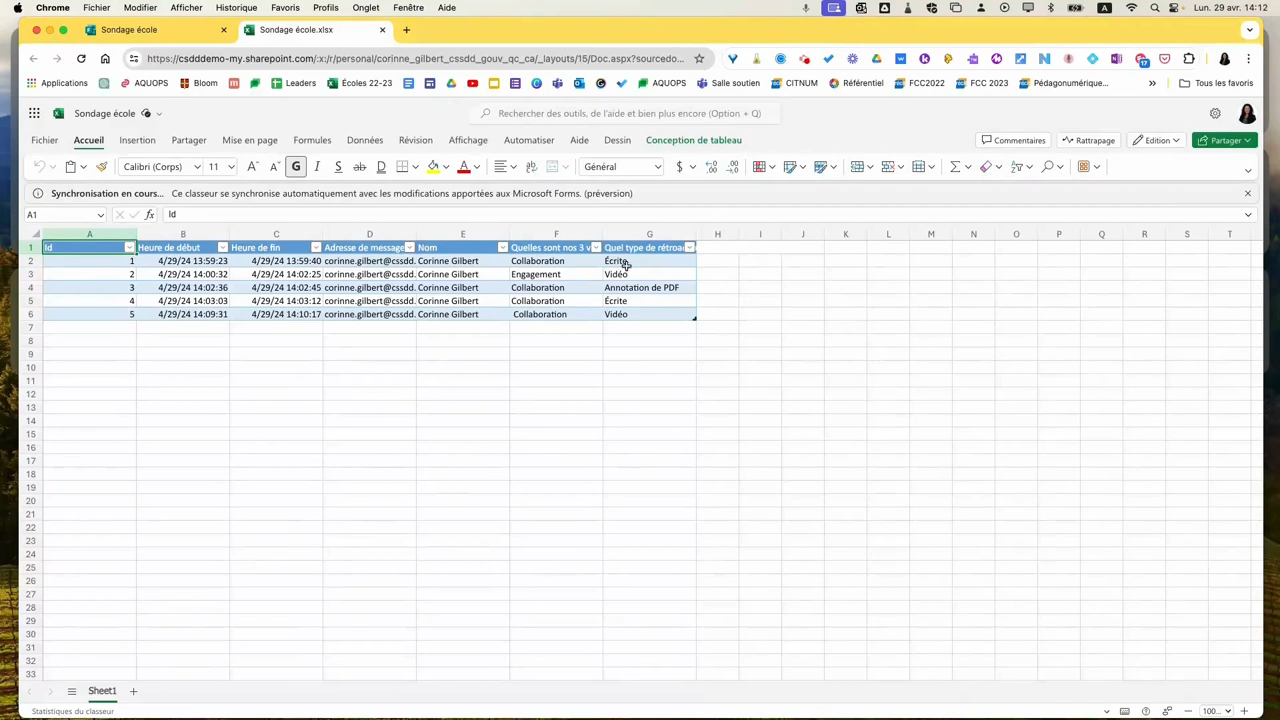 Chrome Fichier Modifier Afficher Historique Favoris Profils Onglet Fenêtre Aide Lun. 29 avr. 14:12
Sondage école Sondage école.xlsx
https://csdddemo-my.sharepoint.com/:x:/r/personal/corinne_gilbert_cssdd_gouv_qc_ca/_layouts/15/Doc.aspx?sourcedo...
Applications AQUOPS Bloom Leaders Écoles 22-23 AQUOPS Salle soutien CITNUM Référentiel FCC2022 FCC 2023 Pédagonumérique... Tous les favoris
Sondage école Rechercher des outils, de l'aide et bien plus encore (Option + Q)
Fichier Accueil Insertion Partager Mise en page Formules Données Révision Affichage Automatisation Aide Dessin Conception de tableau Commentaires Rattrapage Edition Partager
Calibri (Corps) 11 G I S ab D Général
Synchronisation en cours... Ce classeur se synchronise automatiquement avec les modifications apportées aux Microsoft Forms. (préversion)
A1 fx Id
A B C D E F G H I J K L M N O P Q R S T
1 Id Heure de début Heure de fin Adresse de message Nom Quelles sont nos 3 v Quel type de rétroac
2 1 4/29/24 13:59:23 4/29/24 13:59:40 corinne.gilbert@cssdd. Corinne Gilbert Collaboration Écrite
3 2 4/29/24 14:00:32 4/29/24 14:02:25 corinne.gilbert@cssdd. Corinne Gilbert Engagement Vidéo
4 3 4/29/24 14:02:36 4/29/24 14:02:45 corinne.gilbert@cssdd. Corinne Gilbert Collaboration Annotation de PDF
5 4 4/29/24 14:03:03 4/29/24 14:03:12 corinne.gilbert@cssdd. Corinne Gilbert Collaboration Écrite
6 5 4/29/24 14:09:31 4/29/24 14:10:17 corinne.gilbert@cssdd. Corinne Gilbert Collaboration Vidéo
7
8
9
10
11
12
13
14
15
16
17
18
19
20
21
22
23
24
25
26
27
28
29
30
31
32
33
Sheet1
Statistiques du classeur 100...